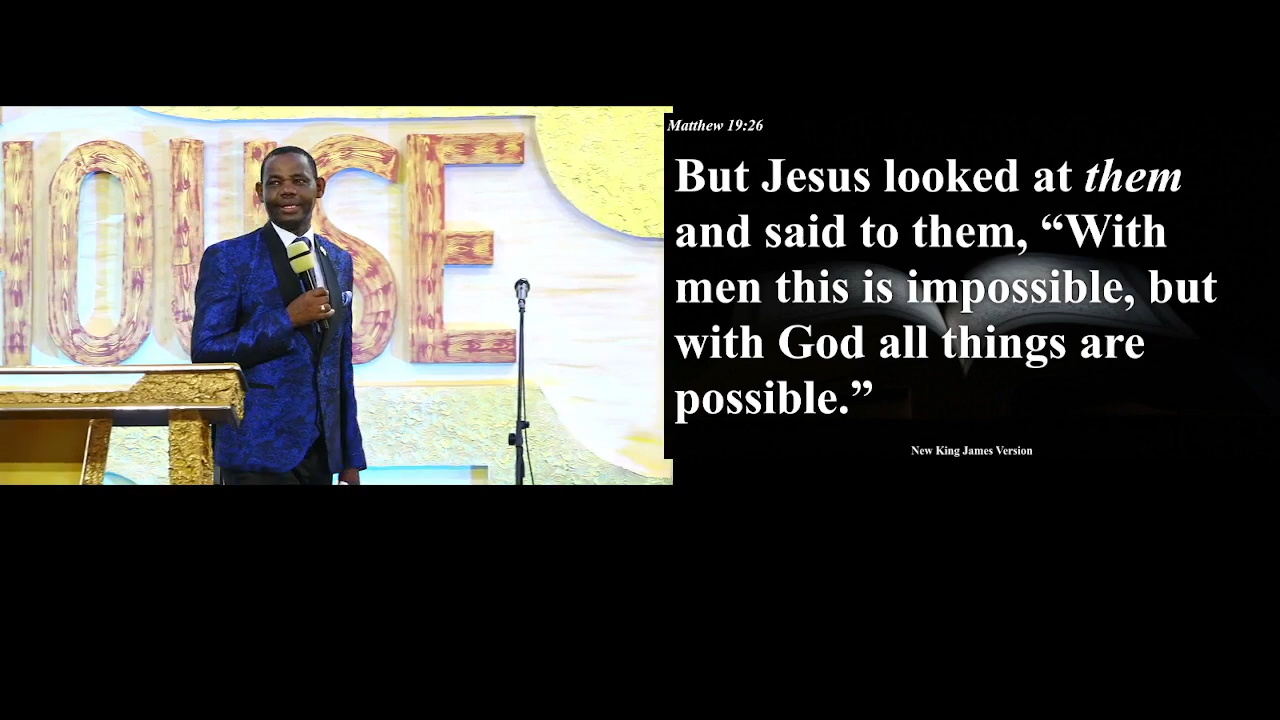 HOUSE
Matthew 19:26
But Jesus looked at them
and said to them, “With
men this is impossible, but
with God all things are
possible.”
New King James Version